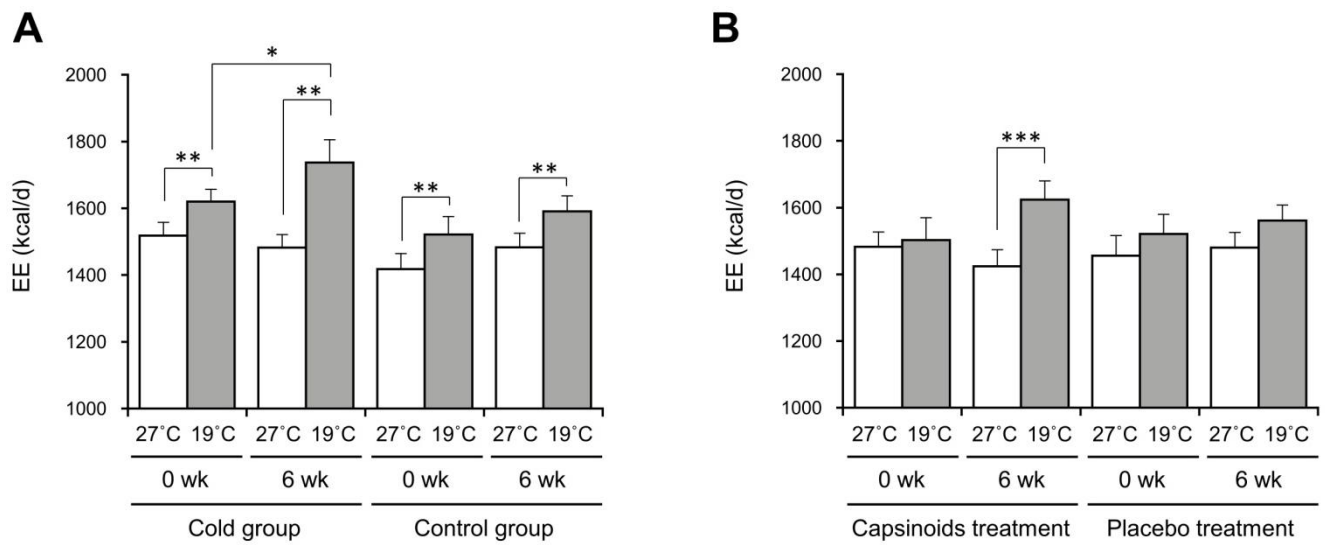 A
B
*
**
**
**
**
***
EE (kcal/d)
2000
1800
1600
1400
1200
1000
27˚C 19˚C 27˚C 19˚C 27˚C 19˚C 27˚C 19˚C
0 wk 6 wk 0 wk 6 wk
Cold group Control group
EE (kcal/d)
2000
1800
1600
1400
1200
1000
27˚C 19˚C 27˚C 19˚C 27˚C 19˚C 27˚C 19˚C
0 wk 6 wk 0 wk 6 wk
Capsinoids treatment Placebo treatment